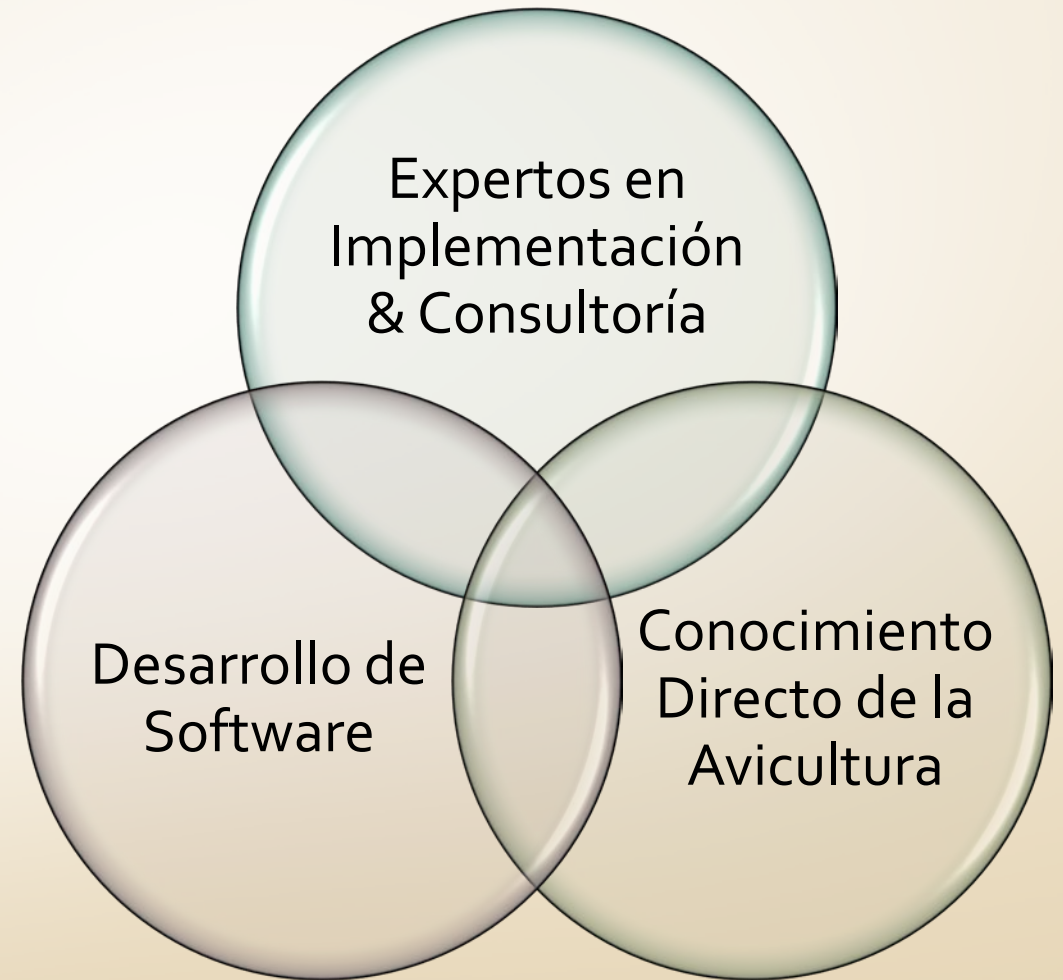 Expertos en
Implementación
& Consultoría
Desarrollo de
Software
Conocimiento
Directo de la
Avicultura